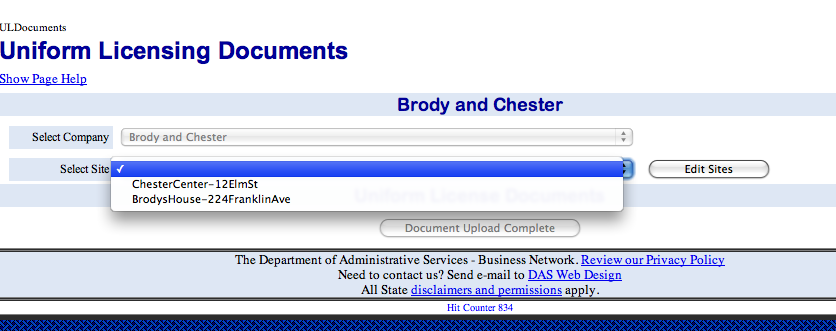 ULDocuments
Uniform Licensing Documents
Show Page Help
Brody and Chester
Select Company Brody and Chester
Select Site ✓ Edit Sites
ChesterCenter-12ElmSt
BrodysHouse-224FranklinAve
Uniform License Documents
Document Upload Complete
The Department of Administrative Services - Business Network. Review our Privacy Policy
Need to contact us? Send e-mail to DAS Web Design
All State disclaimers and permissions apply.
Hit Counter 834